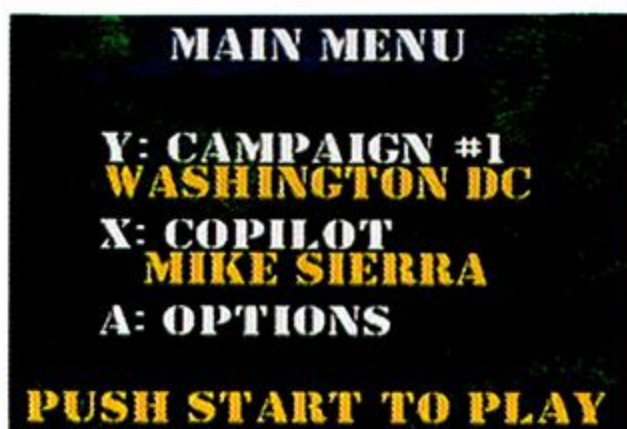 MAIN MENU
Y: CAMPAIGN #1
WASHINGTON DC
X: COPILOT
MIKE SIERRA
A: OPTIONS
PUSH START TO PLAY